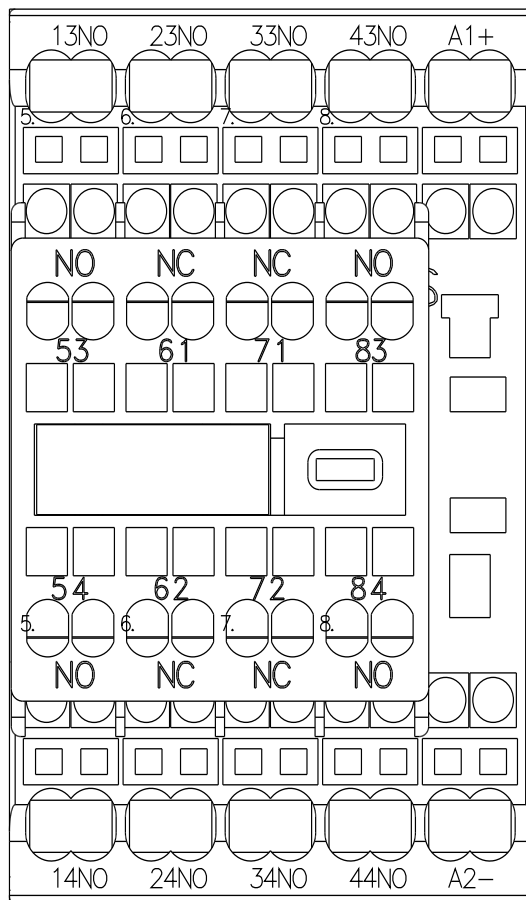 13NO 23NO 33NO 43NO A1+
5. 6. 7. 8.
NO NC NC NO
53 61 71 83
54 62 72 84
5. 6. 7. 8.
NO NC NC NO
14NO 24NO 34NO 44NO A2-